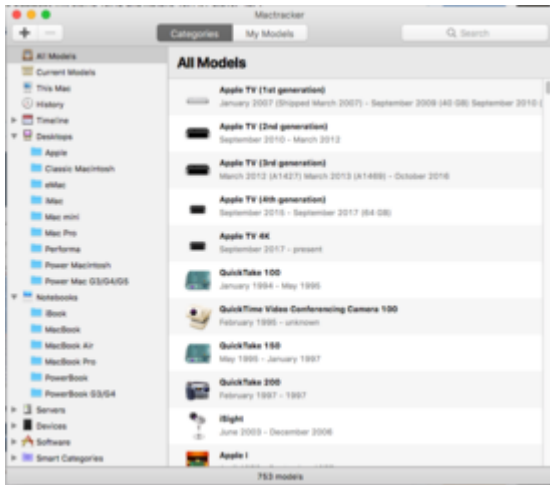 Mactracker
Categories
My Models
Search
All Models
Current Models
This Mac
History
Timeline
Desktops
Apple
Classic Macintosh
eMac
iMac
Mac mini
Mac Pro
Performa
Power Macintosh
Power Mac G3/G4/G5
Notebooks
iBook
MacBook
MacBook Air
MacBook Pro
PowerBook
PowerBook G3/G4
Servers
Devices
Software
Smart Categories
All Models
Apple TV (1st generation)
January 2007 (Shipped March 2007) - September 2009 (40 GB) September 2010 (
Apple TV (2nd generation)
September 2010 - March 2012
Apple TV (3rd generation)
March 2012 (A1427) March 2013 (A1469) - October 2016
Apple TV (4th generation)
September 2015 - September 2017 (64 GB)
Apple TV 4K
September 2017 - present
QuickTake 100
January 1994 - May 1995
QuickTime Video Conferencing Camera 100
February 1995 - unknown
QuickTake 150
May 1995 - January 1997
QuickTake 200
February 1997 - 1997
iSight
June 2003 - December 2006
Apple I
753 models